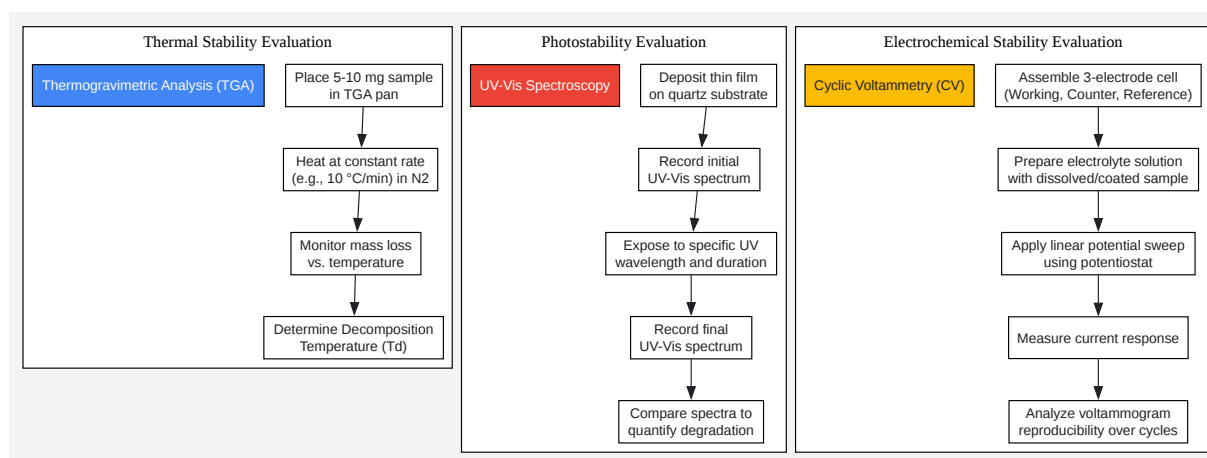 Thermal Stability Evaluation
Thermogravimetric Analysis (TGA)
Place 5-10 mg sample
in TGA pan
Heat at constant rate
(e.g., 10 °C/min) in N2
Monitor mass loss
vs. temperature
Determine Decomposition
Temperature (Td)
Photostability Evaluation
UV-Vis Spectroscopy
Deposit thin film
on quartz substrate
Record initial
UV-Vis spectrum
Expose to specific UV
wavelength and duration
Record final
UV-Vis spectrum
Compare spectra to
quantify degradation
Electrochemical Stability Evaluation
Cyclic Voltammetry (CV)
Assemble 3-electrode cell
(Working, Counter, Reference)
Prepare electrolyte solution
with dissolved/coated sample
Apply linear potential sweep
using potentiostat
Measure current response
Analyze voltammogram
reproducibility over cycles